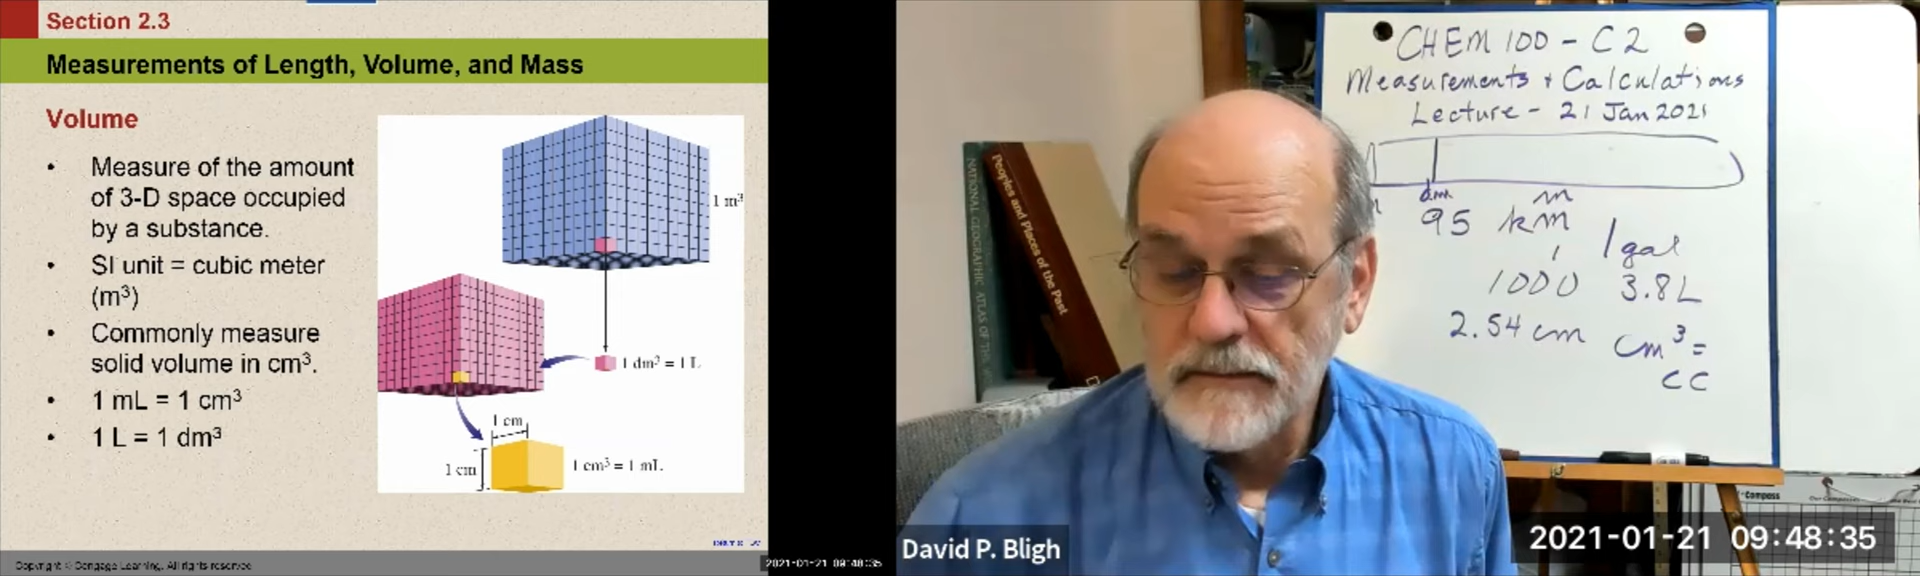 Section 2.3
Measurements of Length, Volume, and Mass
Volume
• Measure of the amount
of 3-D space occupied
by a substance.
• SI unit = cubic meter
(m³)
• Commonly measure
solid volume in cm³.
• 1 mL = 1 cm³
• 1 L = 1 dm³
1 m³
1 dm³ = 1 L
1 cm
1 cm
1 cm³ = 1 mL
Copyright © Cengage Learning. All rights reserved
2021-01-21 09:48:35
CHEM 100 - C2
Measurements + Calculations
Lecture - 21 Jan 2021
dm
m
95 km
1 gal
1000 3.8L
2.54 cm
cm³ =
cc
NATIONAL GEOGRAPHIC ATLAS OF THE
Peoples and Places of the Past
Compass
David P. Bligh
2021-01-21 09:48:35